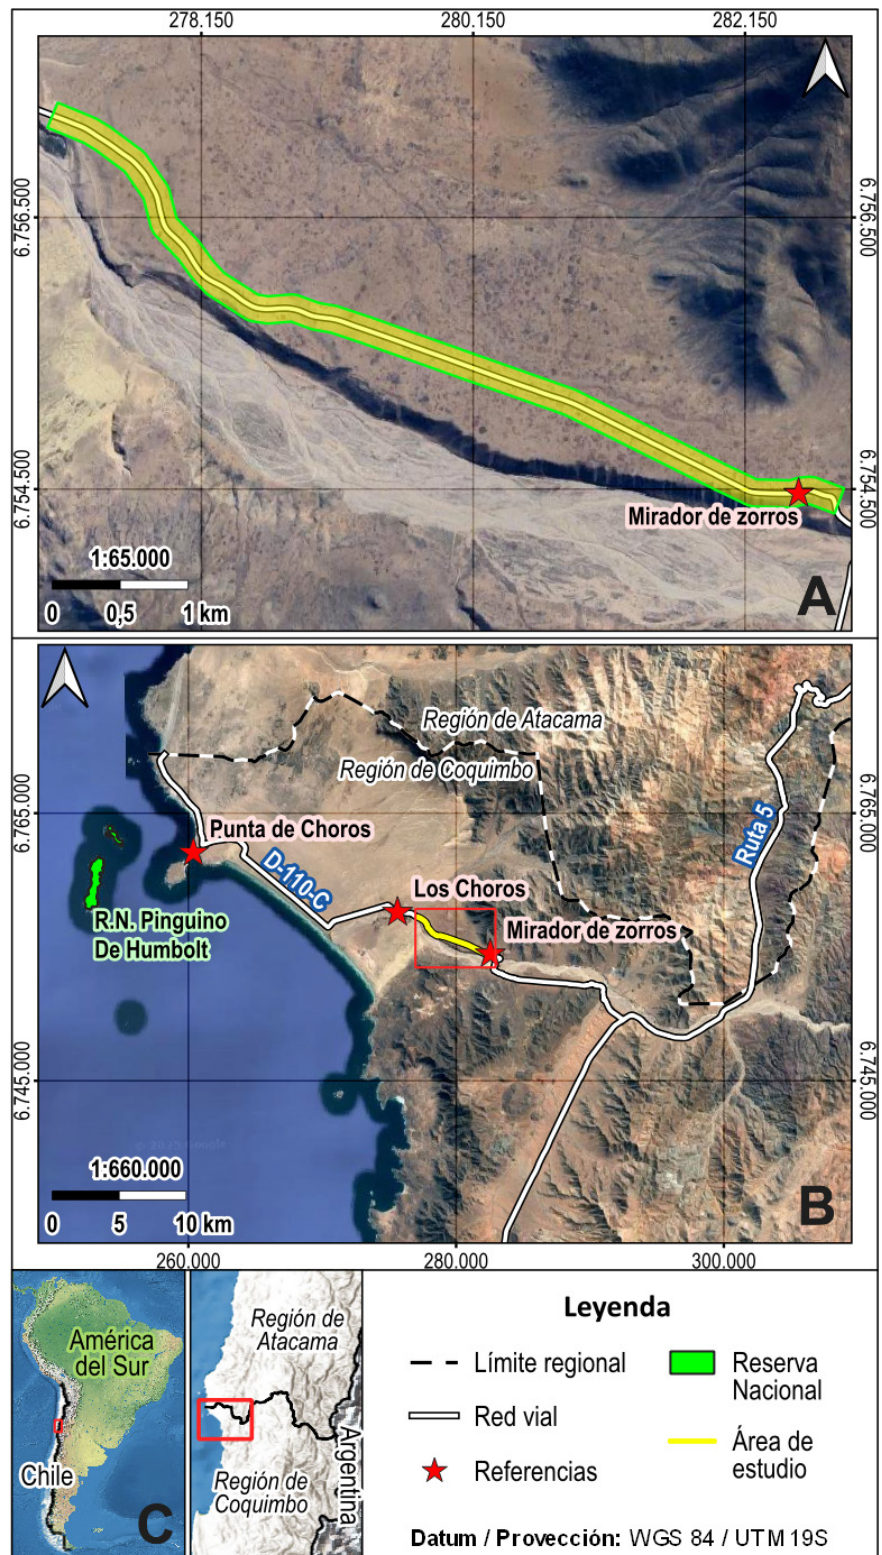 278.150
280.150
282.150
6.756.500
6.756.500
6.754.500
6.754.500
Mirador de zorros
1:65.000
0 0,5 1 km
A
Región de Atacama
Región de Coquimbo
6.765.000
6.765.000
Punta de Choros
D-110-C
Ruta 5
Los Choros
R.N. Pinguino
De Humbolt
Mirador de zorros
6.745.000
6.745.000
1:660.000
0 5 10 km
B
260.000
280.000
300.000
América
del Sur
Chile
C
Región de
Atacama
Región de
Coquimbo
Argentina
Leyenda
Límite regional
Reserva
Nacional
Red vial
Área de
estudio
Referencias
Datum / Provección: WGS 84 / UTM 19S